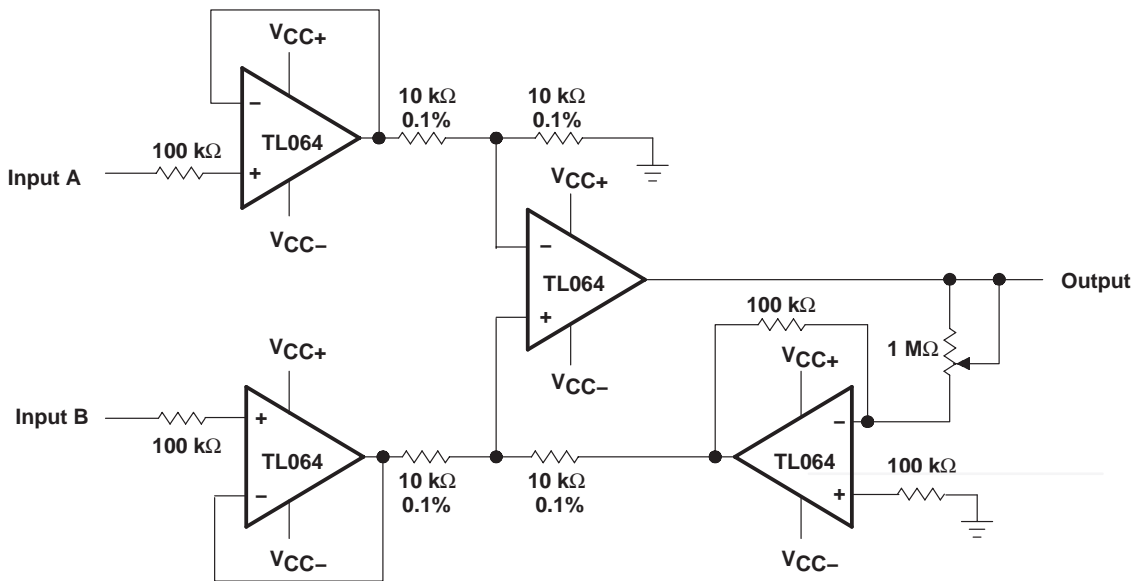 VCC+
10 kΩ
0.1%
10 kΩ
0.1%
−
TL064
100 kΩ
+
Input A
VCC−
VCC+
−
TL064
+
VCC−
Output
100 kΩ
1 MΩ
VCC+
VCC+
Input B
100 kΩ
+
TL064
−
10 kΩ
0.1%
10 kΩ
0.1%
−
TL064
+
100 kΩ
VCC−
VCC−